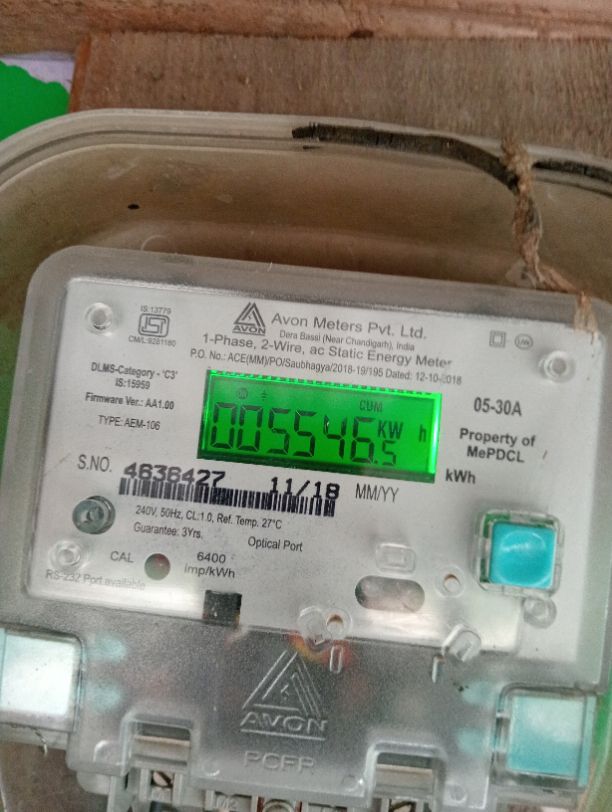 IS:13779
CM/L:9281180
AVON
Avon Meters Pvt. Ltd.
Dera Bassi (Near Chandigarh), India
1-Phase, 2-Wire, ac Static Energy Meter
P.O. No.: ACE(MM)/PO/Saubhagya/2018-19/195 Dated: 12-10-2018
DLMS-Category - 'C3'
IS:15959
Firmware Ver.: AA1.00
TYPE: AEM-106
CUM
005546.5 KW h
05-30A
Property of
MePDCL
kWh
S.NO. 4636427 11/18 MM/YY
240V, 50Hz, CL:1.0, Ref. Temp. 27°C
Guarantee: 3Yrs.
Optical Port
CAL
6400
imp/kWh
RS-232 Port available
AVON